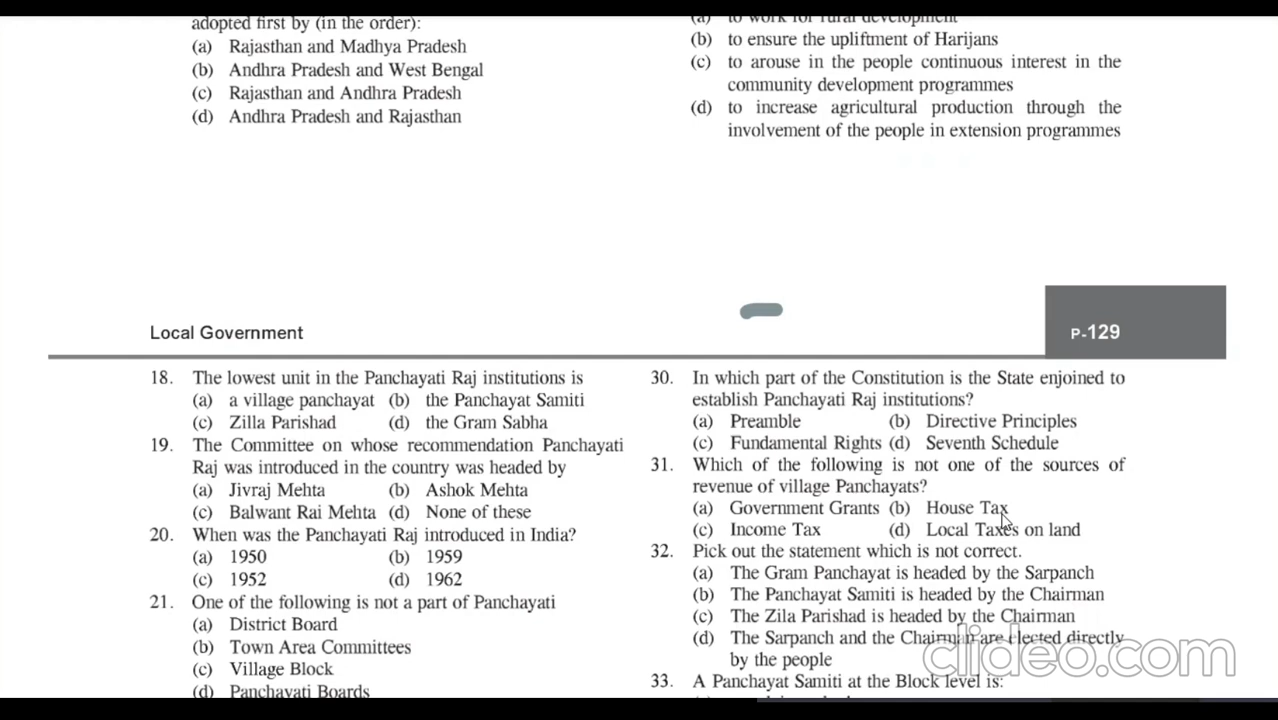 adopted first by (in the order):
(a) Rajasthan and Madhya Pradesh
(b) Andhra Pradesh and West Bengal
(c) Rajasthan and Andhra Pradesh
(d) Andhra Pradesh and Rajasthan
(a) to work for rural development
(b) to ensure the upliftment of Harijans
(c) to arouse in the people continuous interest in the
community development programmes
(d) to increase agricultural production through the
involvement of the people in extension programmes
Local Government
P-129
18. The lowest unit in the Panchayati Raj institutions is
(a) a village panchayat (b) the Panchayat Samiti
(c) Zilla Parishad (d) the Gram Sabha
19. The Committee on whose recommendation Panchayati
Raj was introduced in the country was headed by
(a) Jivraj Mehta (b) Ashok Mehta
(c) Balwant Rai Mehta (d) None of these
20. When was the Panchayati Raj introduced in India?
(a) 1950 (b) 1959
(c) 1952 (d) 1962
21. One of the following is not a part of Panchayati
(a) District Board
(b) Town Area Committees
(c) Village Block
(d) Panchayati Boards
30. In which part of the Constitution is the State enjoined to
establish Panchayati Raj institutions?
(a) Preamble (b) Directive Principles
(c) Fundamental Rights (d) Seventh Schedule
31. Which of the following is not one of the sources of
revenue of village Panchayats?
(a) Government Grants (b) House Tax
(c) Income Tax (d) Local Taxes on land
32. Pick out the statement which is not correct.
(a) The Gram Panchayat is headed by the Sarpanch
(b) The Panchayat Samiti is headed by the Chairman
(c) The Zila Parishad is headed by the Chairman
(d) The Sarpanch and the Chairman are elected directly
by the people
33. A Panchayat Samiti at the Block level is:
clideo.com